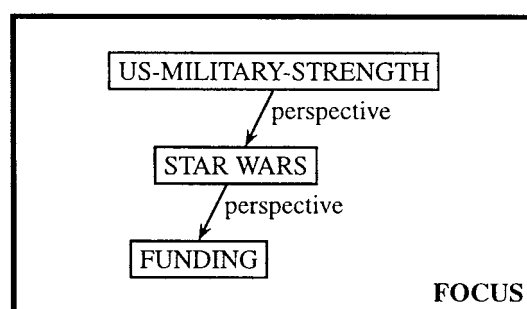 US-MILITARY-STRENGTH
perspective
STAR WARS
perspective
FUNDING
FOCUS